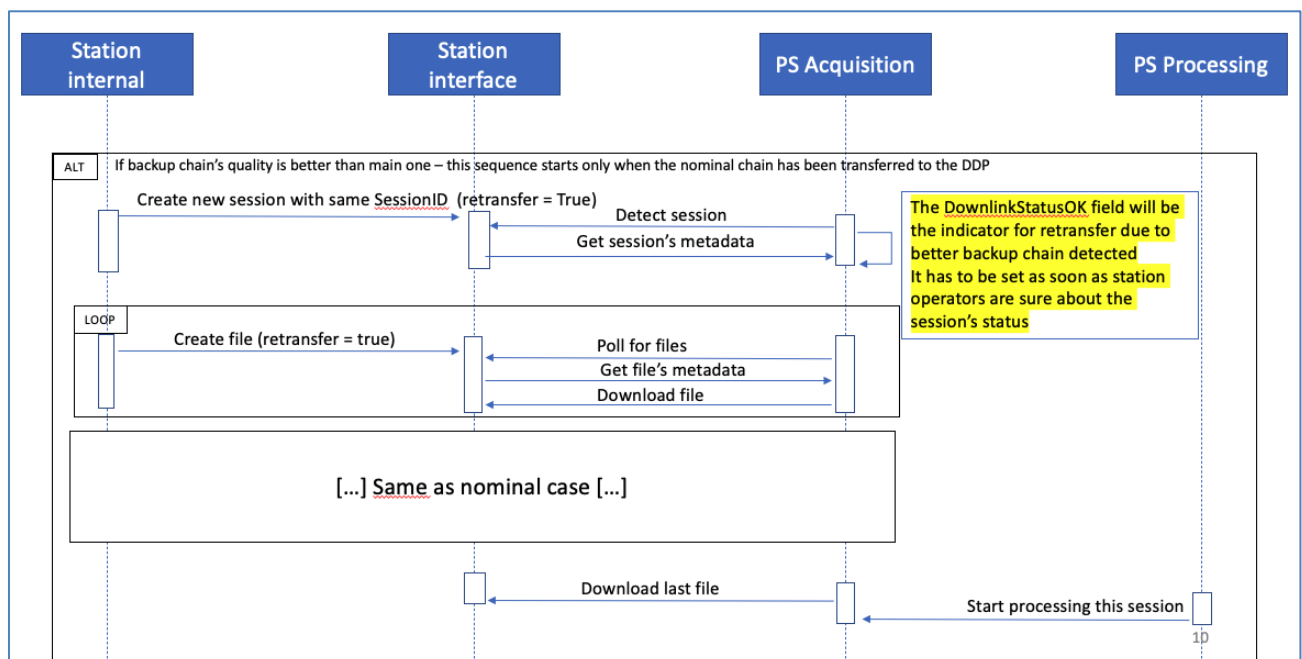 Station
internal
Station
interface
PS Acquisition
PS Processing
ALT
If backup chain’s quality is better than main one – this sequence starts only when the nominal chain has been transferred to the DDP
Create new session with same SessionID (retransfer = True)
Detect session
Get session’s metadata
The DownlinkStatusOK field will be
the indicator for retransfer due to
better backup chain detected
It has to be set as soon as station
operators are sure about the
session’s status
LOOP
Create file (retransfer = true)
Poll for files
Get file’s metadata
Download file
[…] Same as nominal case […]
Download last file
Start processing this session
10